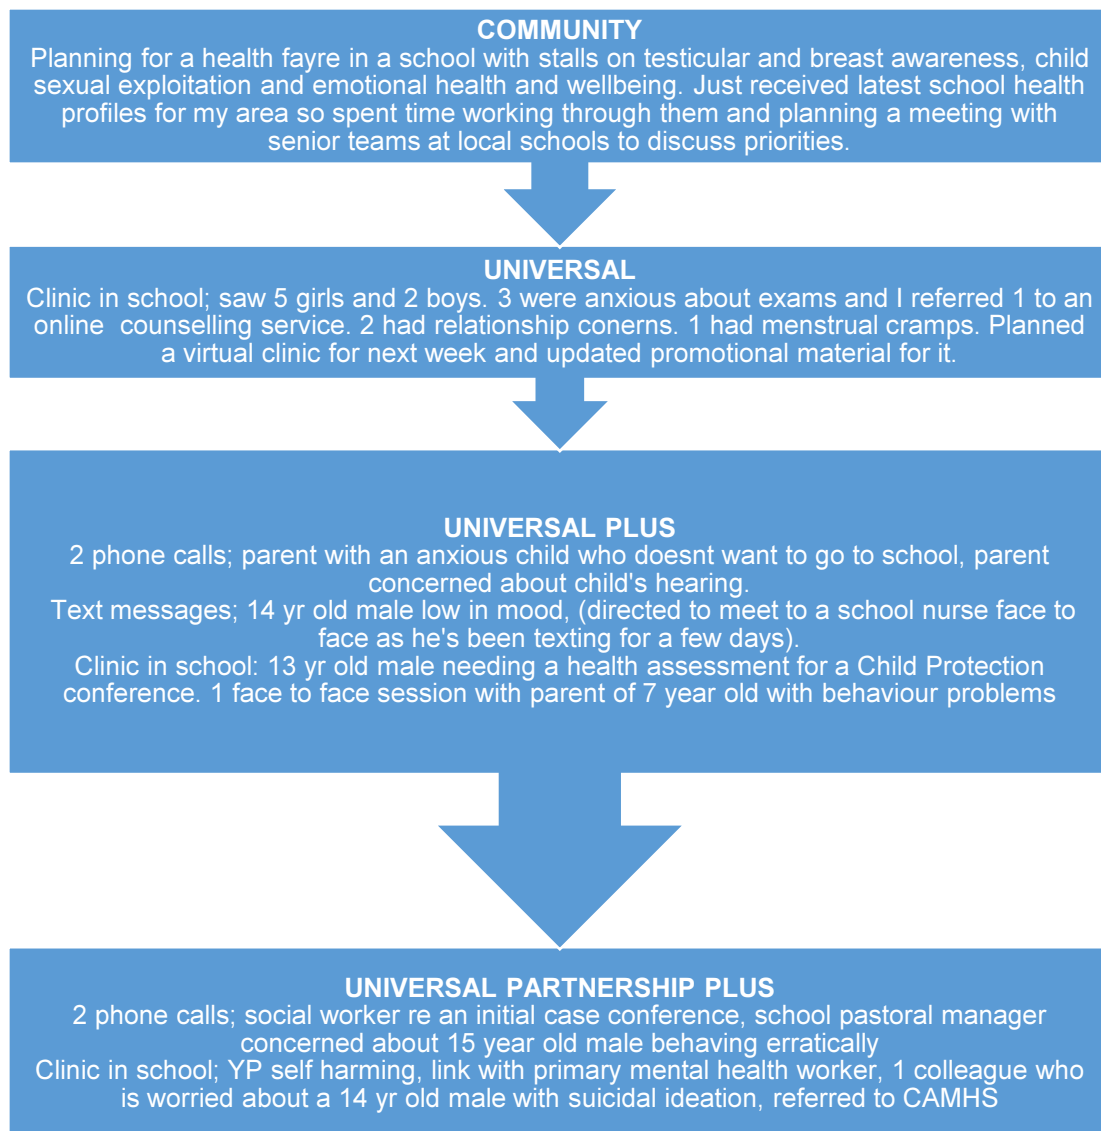 COMMUNITY
Planning for a health fayre in a school with stalls on testicular and breast awareness, child
sexual exploitation and emotional health and wellbeing. Just received latest school health
profiles for my area so spent time working through them and planning a meeting with
senior teams at local schools to discuss priorities.
UNIVERSAL
Clinic in school; saw 5 girls and 2 boys. 3 were anxious about exams and I referred 1 to an
online counselling service. 2 had relationship conerns. 1 had menstrual cramps. Planned
a virtual clinic for next week and updated promotional material for it.
UNIVERSAL PLUS
2 phone calls; parent with an anxious child who doesnt want to go to school, parent
concerned about child's hearing.
Text messages; 14 yr old male low in mood, (directed to meet to a school nurse face to
face as he's been texting for a few days).
Clinic in school: 13 yr old male needing a health assessment for a Child Protection
conference. 1 face to face session with parent of 7 year old with behaviour problems
UNIVERSAL PARTNERSHIP PLUS
2 phone calls; social worker re an initial case conference, school pastoral manager
concerned about 15 year old male behaving erratically
Clinic in school; YP self harming, link with primary mental health worker, 1 colleague who
is worried about a 14 yr old male with suicidal ideation, referred to CAMHS